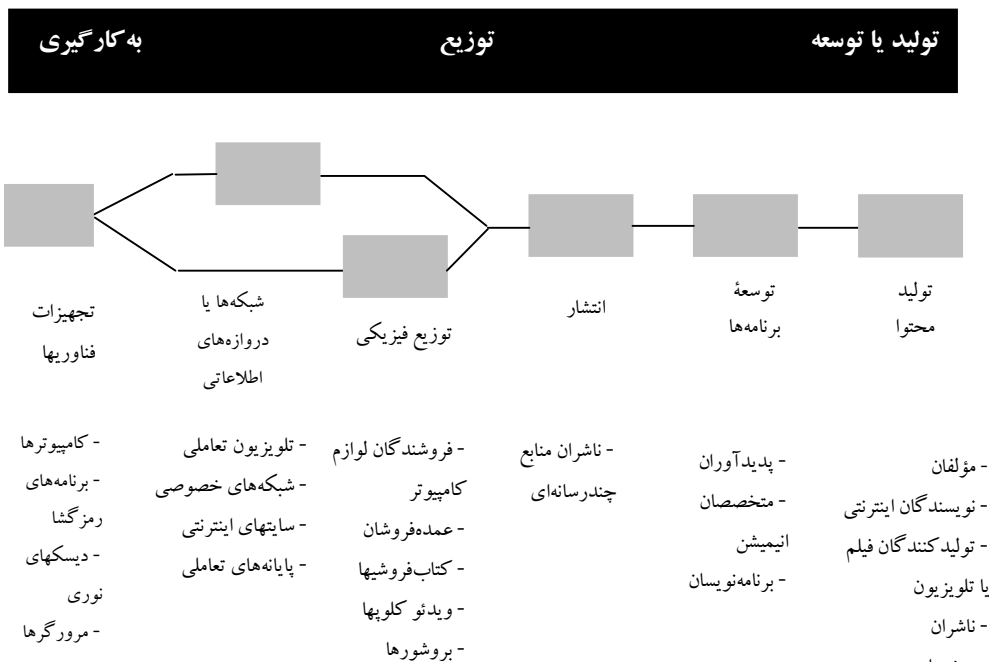 تولید یا توسعه
توزیع
به‌کارگیری
تولید
محتوا
توسعهٔ
برنامه‌ها
انتشار
توزیع فیزیکی
شبکه‌ها یا
دروازه‌های
اطلاعاتی
تجهیزات
فناوریها
- مؤلفان
- نویسندگان اینترنتی
- تولیدکنندگان فیلم
یا تلویزیون
- ناشران
- پدیدآوران
- متخصصان
انیمیشن
- برنامه‌نویسان
- ناشران منابع
چندرسانه‌ای
- فروشندگان لوازم
کامپیوتر
- عمده‌فروشان
- کتاب‌فروشیها
- ویدئو کلوپها
- بروشورها
- تلویزیون تعاملی
- شبکه‌های خصوصی
- سایتهای اینترنتی
- پایانه‌های تعاملی
- کامپیوترها
- برنامه‌های
رمزگشا
- دیسکهای
نوری
- مرورگرها